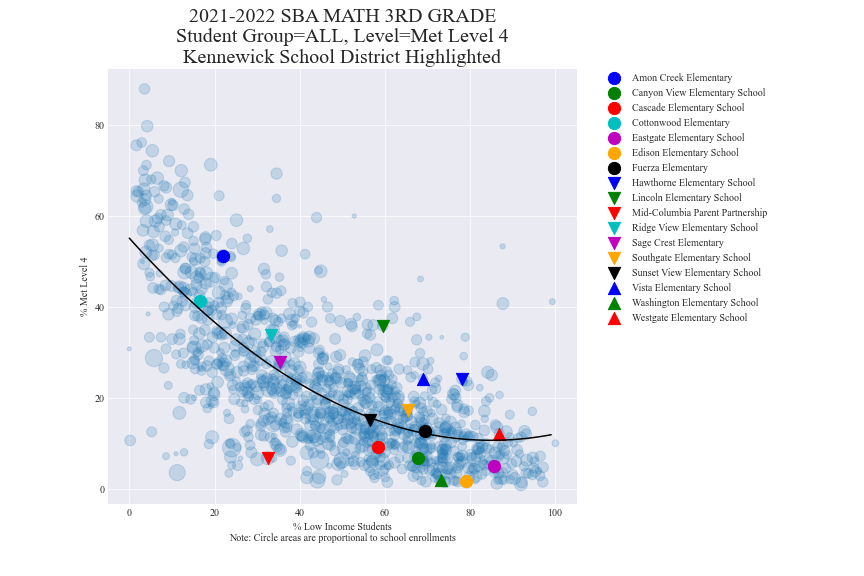 2021-2022 SBA MATH 3RD GRADE
Student Group=ALL, Level=Met Level 4
Kennewick School District Highlighted
% Met Level 4
80
60
40
20
0
0 20 40 60 80 100
% Low Income Students
Note: Circle areas are proportional to school enrollments
Amon Creek Elementary
Canyon View Elementary School
Cascade Elementary School
Cottonwood Elementary
Eastgate Elementary School
Edison Elementary School
Fuerza Elementary
Hawthorne Elementary School
Lincoln Elementary School
Mid-Columbia Parent Partnership
Ridge View Elementary School
Sage Crest Elementary
Southgate Elementary School
Sunset View Elementary School
Vista Elementary School
Washington Elementary School
Westgate Elementary School